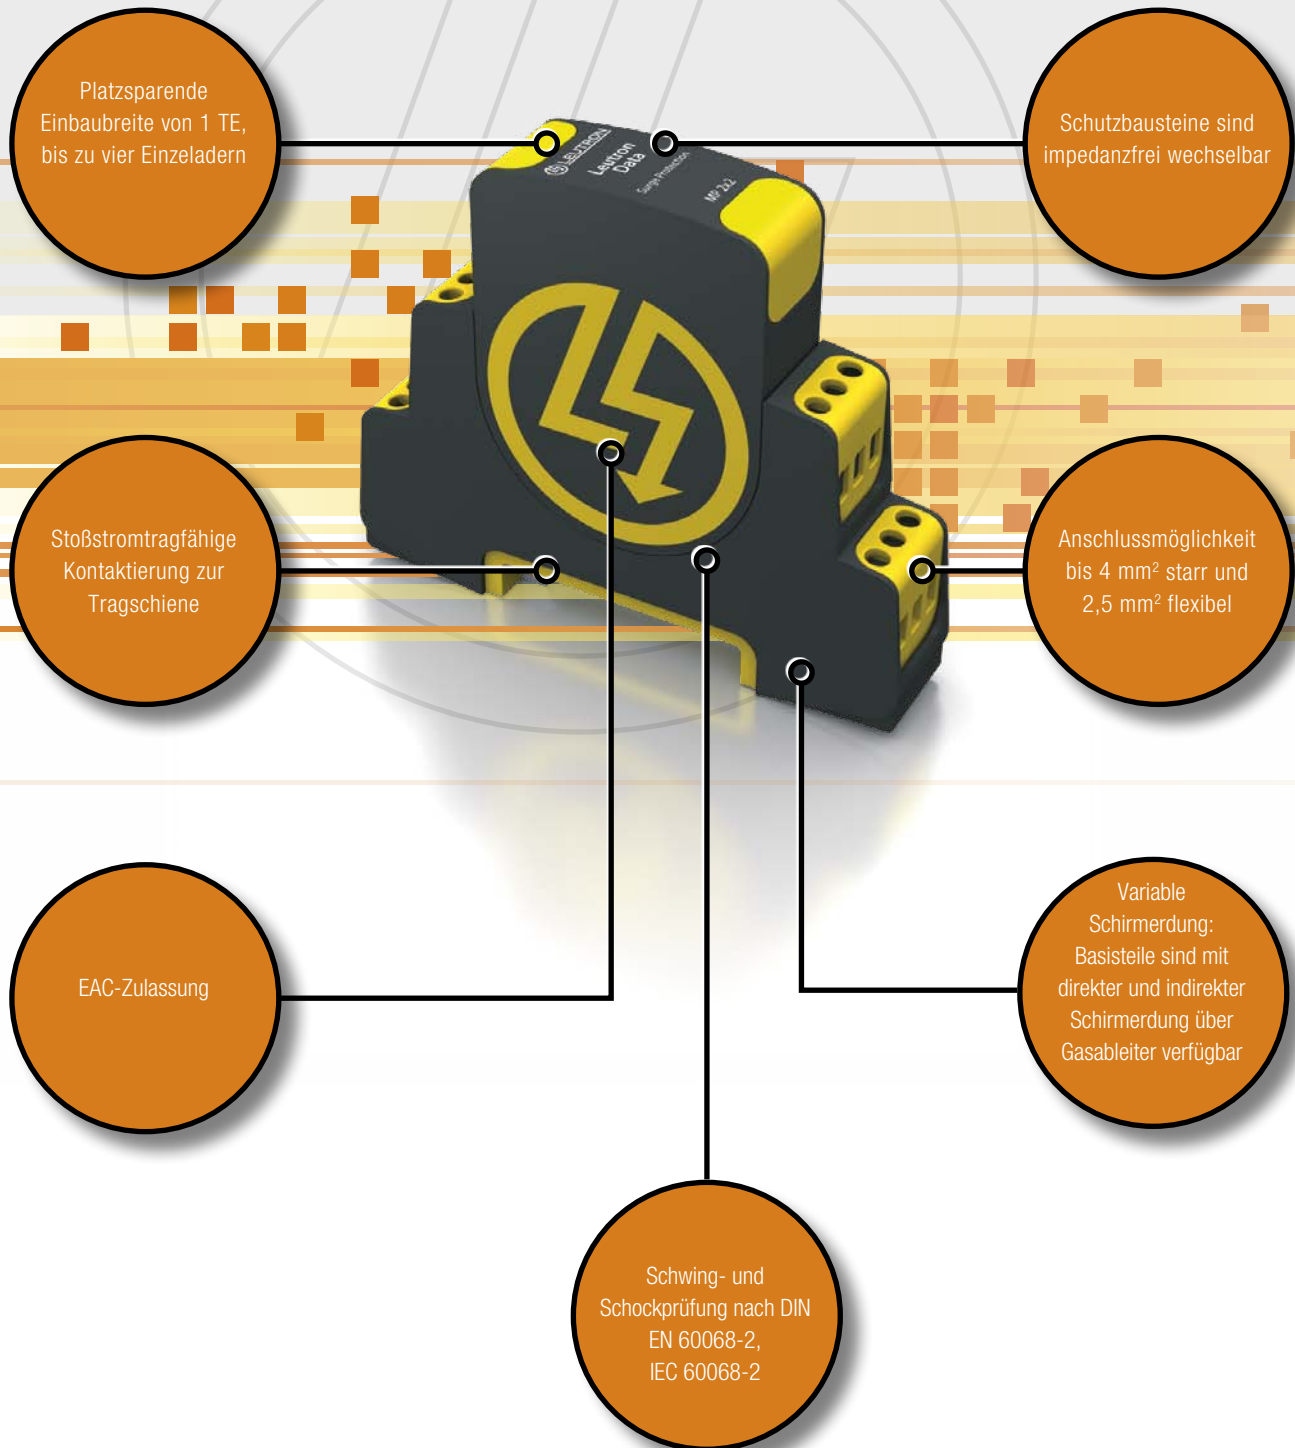 Platzsparende
Einbaubreite von 1 TE,
bis zu vier Einzeladern
Schutzbausteine sind
impedanzfrei wechselbar
LEUTRON
Leutron
Data
Surge Protection
MP 2x2
Stoßstromtragfähige
Kontaktierung zur
Tragschiene
Anschlussmöglichkeit
bis 4 mm² starr und
2,5 mm² flexibel
EAC-Zulassung
Variable
Schirmerdung:
Basisteile sind mit
direkter und indirekter
Schirmerdung über
Gasableiter verfügbar
Schwing- und
Schockprüfung nach DIN
EN 60068-2,
IEC 60068-2